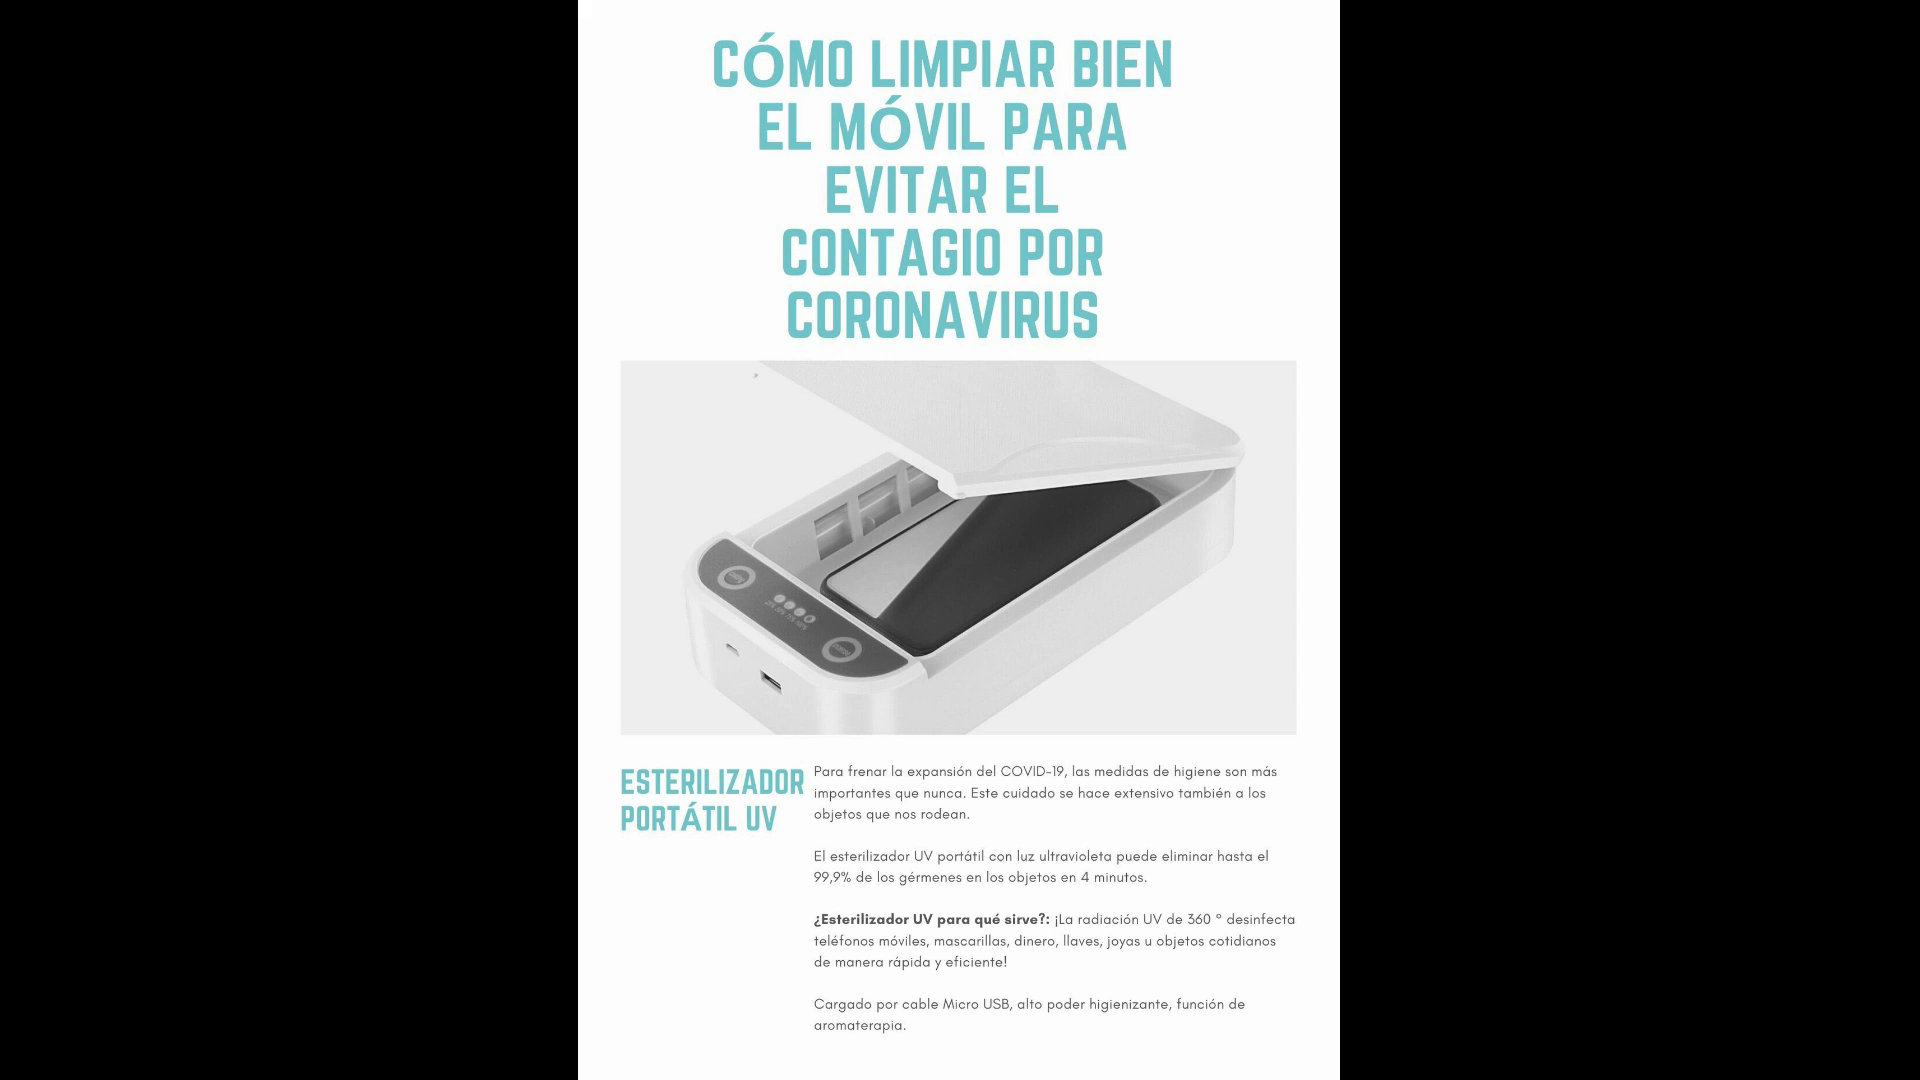 CÓMO LIMPIAR BIEN
EL MÓVIL PARA
EVITAR EL
CONTAGIO POR
CORONAVIRUS
ESTERILIZADOR
PORTÁTIL UV
Para frenar la expansión del COVID-19, las medidas de higiene son más
importantes que nunca. Este cuidado se hace extensivo también a los
objetos que nos rodean.
El esterilizador UV portátil con luz ultravioleta puede eliminar hasta el
99,9% de los gérmenes en los objetos en 4 minutos.
¿Esterilizador UV para qué sirve?: ¡La radiación UV de 360 ° desinfecta
teléfonos móviles, mascarillas, dinero, llaves, joyas u objetos cotidianos
de manera rápida y eficiente!
Cargado por cable Micro USB, alto poder higienizante, función de
aromaterapia.